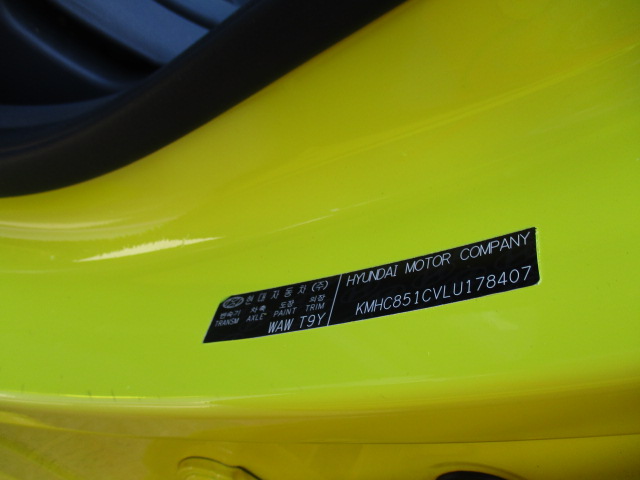 현대자동차 (주)
변속기 차축 도장 의장
TRANSM AXLE PAINT TRIM
WAW T9Y
HYUNDAI MOTOR COMPANY
KMHC851CVLU178407